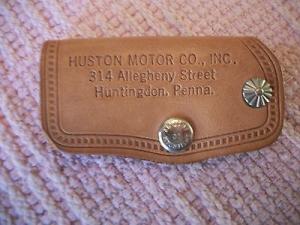 HUSTON MOTOR CO., INC.
314 Allegheny Street
Huntingdon, Penna.